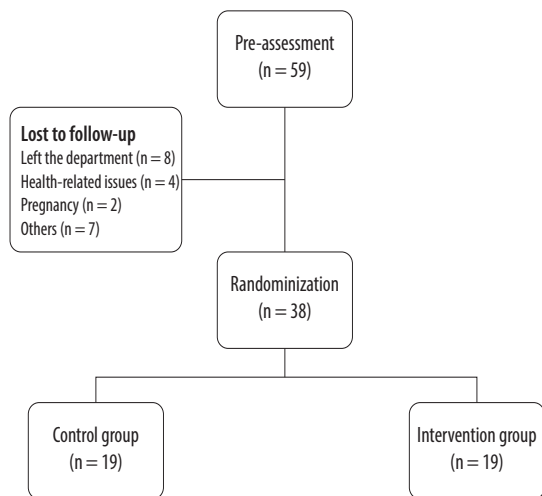 Pre-assessment
(n = 59)
Lost to follow-up
Left the department (n = 8)
Health-related issues (n = 4)
Pregnancy (n = 2)
Others (n = 7)
Randominization
(n = 38)
Control group
(n = 19)
Intervention group
(n = 19)